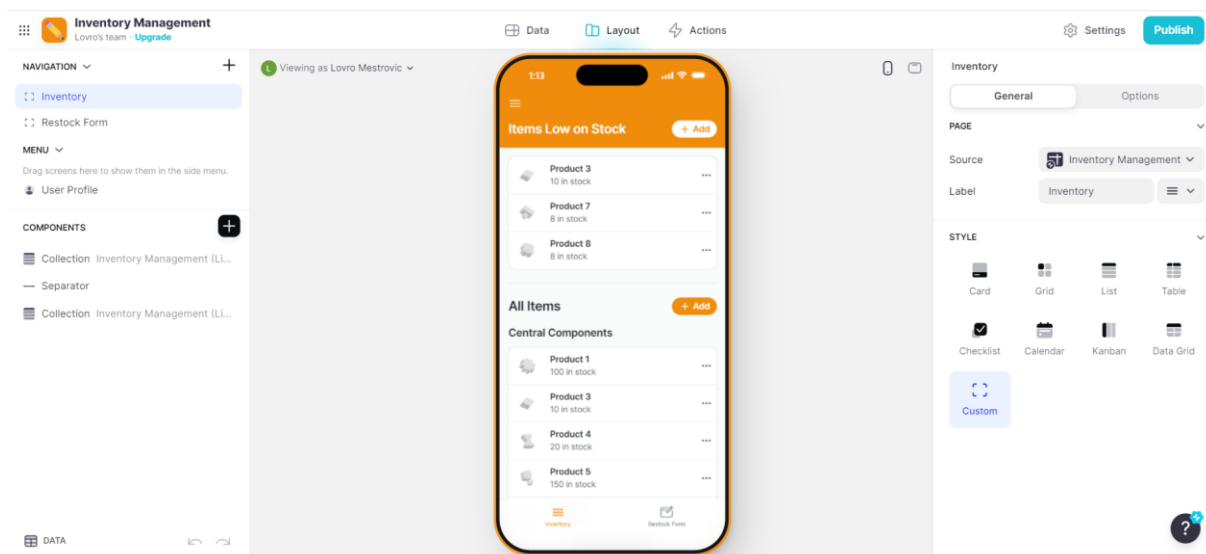 Inventory Management
Lovro's team · Upgrade
Data
Layout
Actions
Settings
Publish
NAVIGATION
Inventory
Restock Form
MENU
Drag screens here to show them in the side menu.
User Profile
COMPONENTS
Collection Inventory Management (Li...
Separator
Collection Inventory Management (Li...
DATA
L
Viewing as Lovro Mestrovic
1:13
Items Low on Stock
+ Add
Product 3
10 in stock
Product 7
8 in stock
Product 8
8 in stock
All Items
+ Add
Central Components
Product 1
100 in stock
Product 3
10 in stock
Product 4
20 in stock
Product 5
150 in stock
Inventory
Restock Form
Inventory
General
Options
PAGE
Source
Inventory Management
Label
Inventory
STYLE
Card
Grid
List
Table
Checklist
Calendar
Kanban
Data Grid
Custom
?